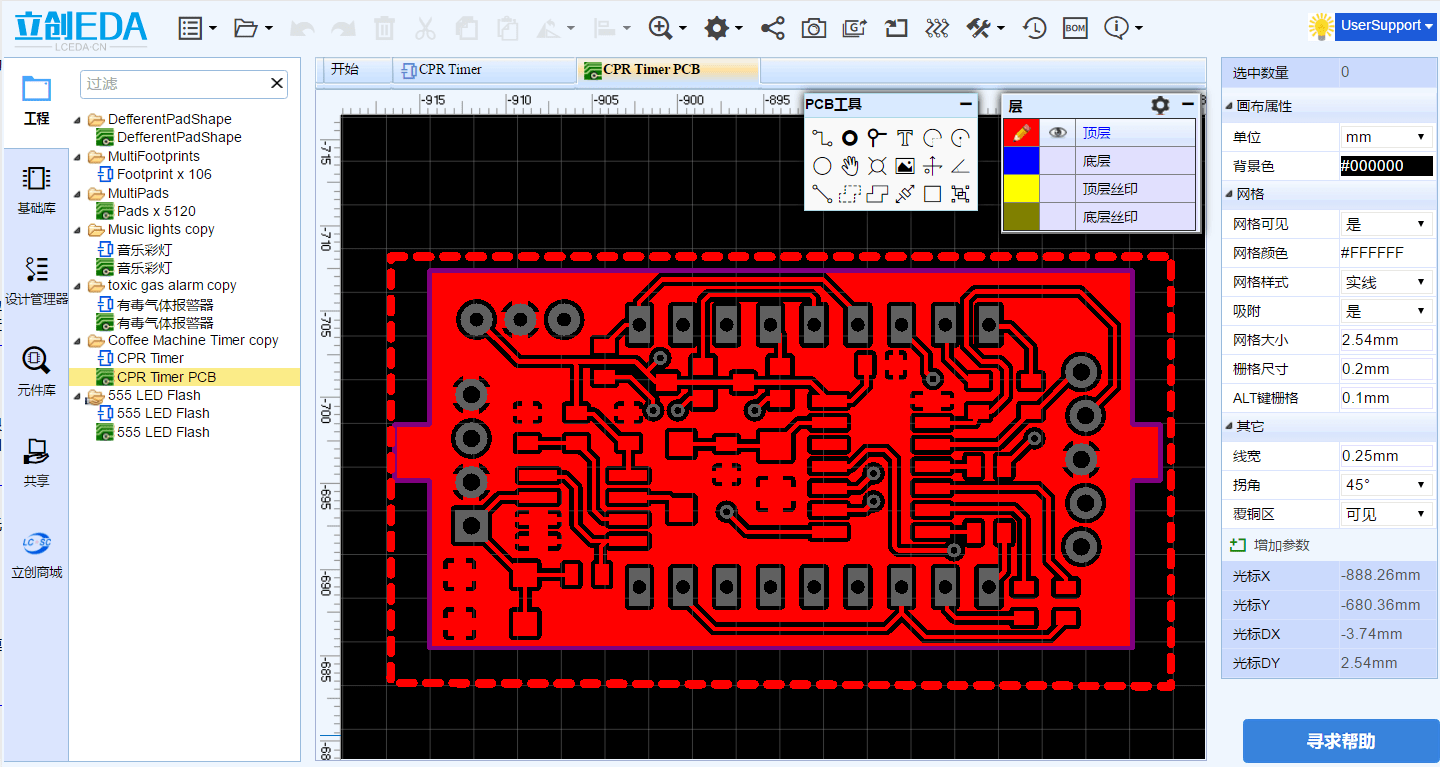 立创EDA
LCEDA·CN
BOM
UserSupport
工程
基础库
设计管理器
元件库
共享
LCSC
立创商城
过滤
DefferentPadShape
DefferentPadShape
MultiFootprints
Footprint x 106
MultiPads
Pads x 5120
Music lights copy
音乐彩灯
音乐彩灯
toxic gas alarm copy
有毒气体报警器
有毒气体报警器
Coffee Machine Timer copy
CPR Timer
CPR Timer PCB
555 LED Flash
555 LED Flash
555 LED Flash
开始
CPR Timer
CPR Timer PCB
-915
-910
-905
-900
-895
-715
-710
-705
-700
-695
-690
-685
-68
PCB工具
层
顶层
底层
顶层丝印
底层丝印
选中数量 0
画布属性
单位 mm
背景色 #000000
网格
网格可见 是
网格颜色 #FFFFFF
网格样式 实线
吸附 是
网格大小 2.54mm
栅格尺寸 0.2mm
ALT键栅格 0.1mm
其它
线宽 0.25mm
拐角 45°
覆铜区 可见
增加参数
光标X -888.26mm
光标Y -680.36mm
光标DX -3.74mm
光标DY 2.54mm
寻求帮助